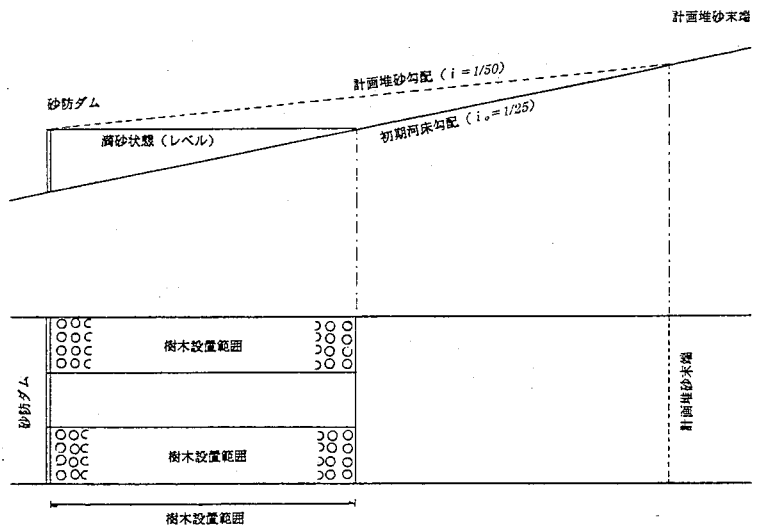 計画堆砂末端
計画堆砂勾配（i＝1/50）
砂防ダム
満砂状態（レベル）
初期河床勾配（i。＝1/25）
樹木設置範囲
砂防ダム
計画堆砂末端
樹木設置範囲
樹木設置範囲